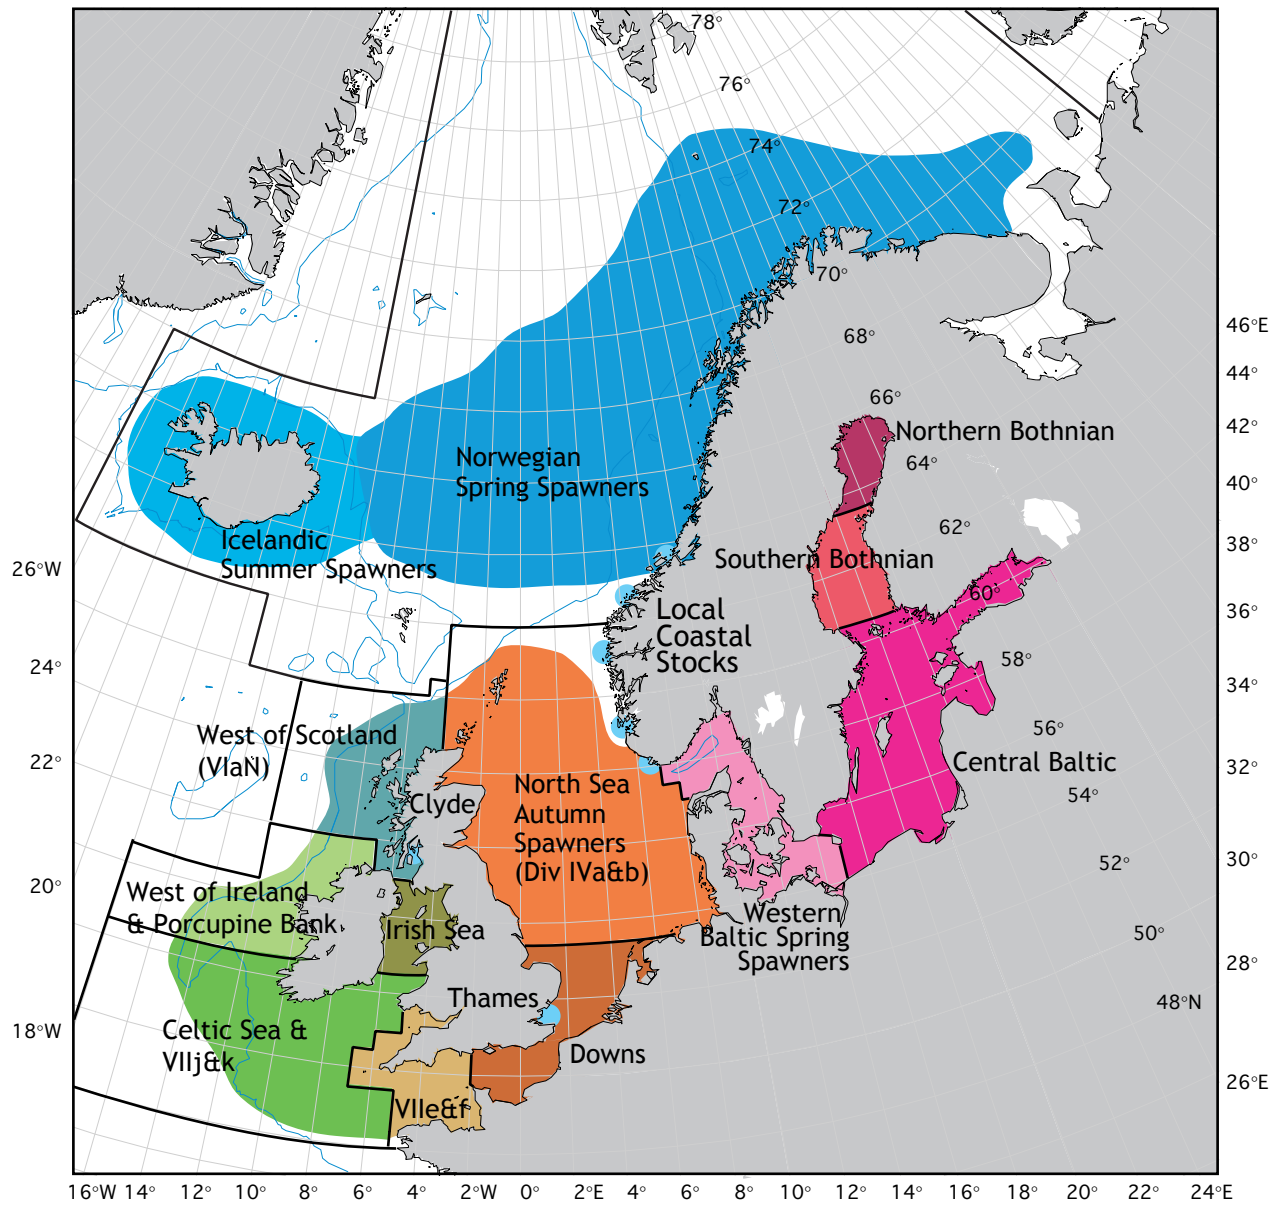 78°
76°
74°
72°
70°
68°
66°
64°
62°
60°
58°
56°
54°
52°
50°
48°N
46°E
44°
42°
40°
38°
36°
34°
32°
30°
28°
26°E
26°W
24°
22°
20°
18°W
Northern Bothnian
Norwegian
Spring Spawners
Icelandic
Summer Spawners
Southern Bothnian
Local
Coastal
Stocks
West of Scotland
(VIaN)
Clyde
North Sea
Autumn
Spawners
(Div IVa&b)
Central Baltic
West of Ireland
& Porcupine Bank
Irish Sea
Western
Baltic Spring
Spawners
Thames
Celtic Sea &
VIIj&k
Downs
VIIe&f
16°W 14° 12° 10° 8° 6° 4° 2°W 0° 2°E 4° 6° 8° 10° 12° 14° 16° 18° 20° 22° 24°E